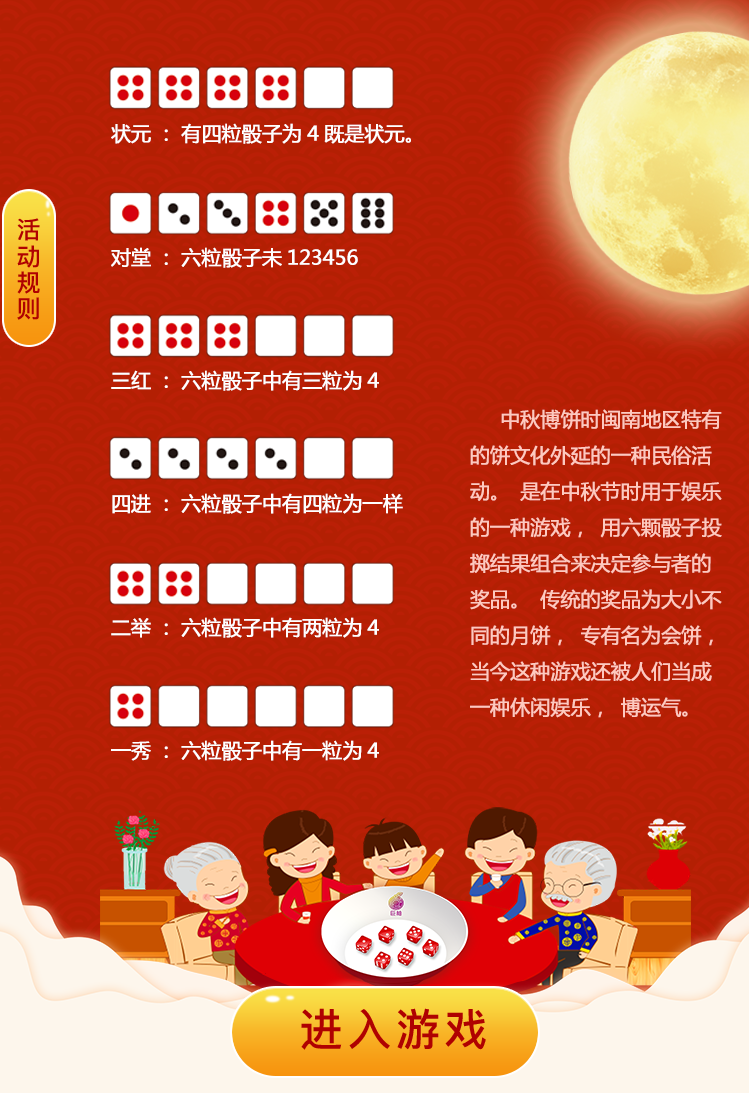 状元 ： 有四粒骰子为 4 既是状元。
活动规则
对堂 ： 六粒骰子未 123456
三红 ： 六粒骰子中有三粒为 4
四进 ： 六粒骰子中有四粒为一样
二举 ： 六粒骰子中有两粒为 4
一秀 ： 六粒骰子中有一粒为 4
中秋博饼时闽南地区特有
的饼文化外延的一种民俗活
动。 是在中秋节时用于娱乐
的一种游戏， 用六颗骰子投
掷结果组合来决定参与者的
奖品。 传统的奖品为大小不
同的月饼， 专有名为会饼，
当今这种游戏还被人们当成
一种休闲娱乐， 博运气。
进入游戏